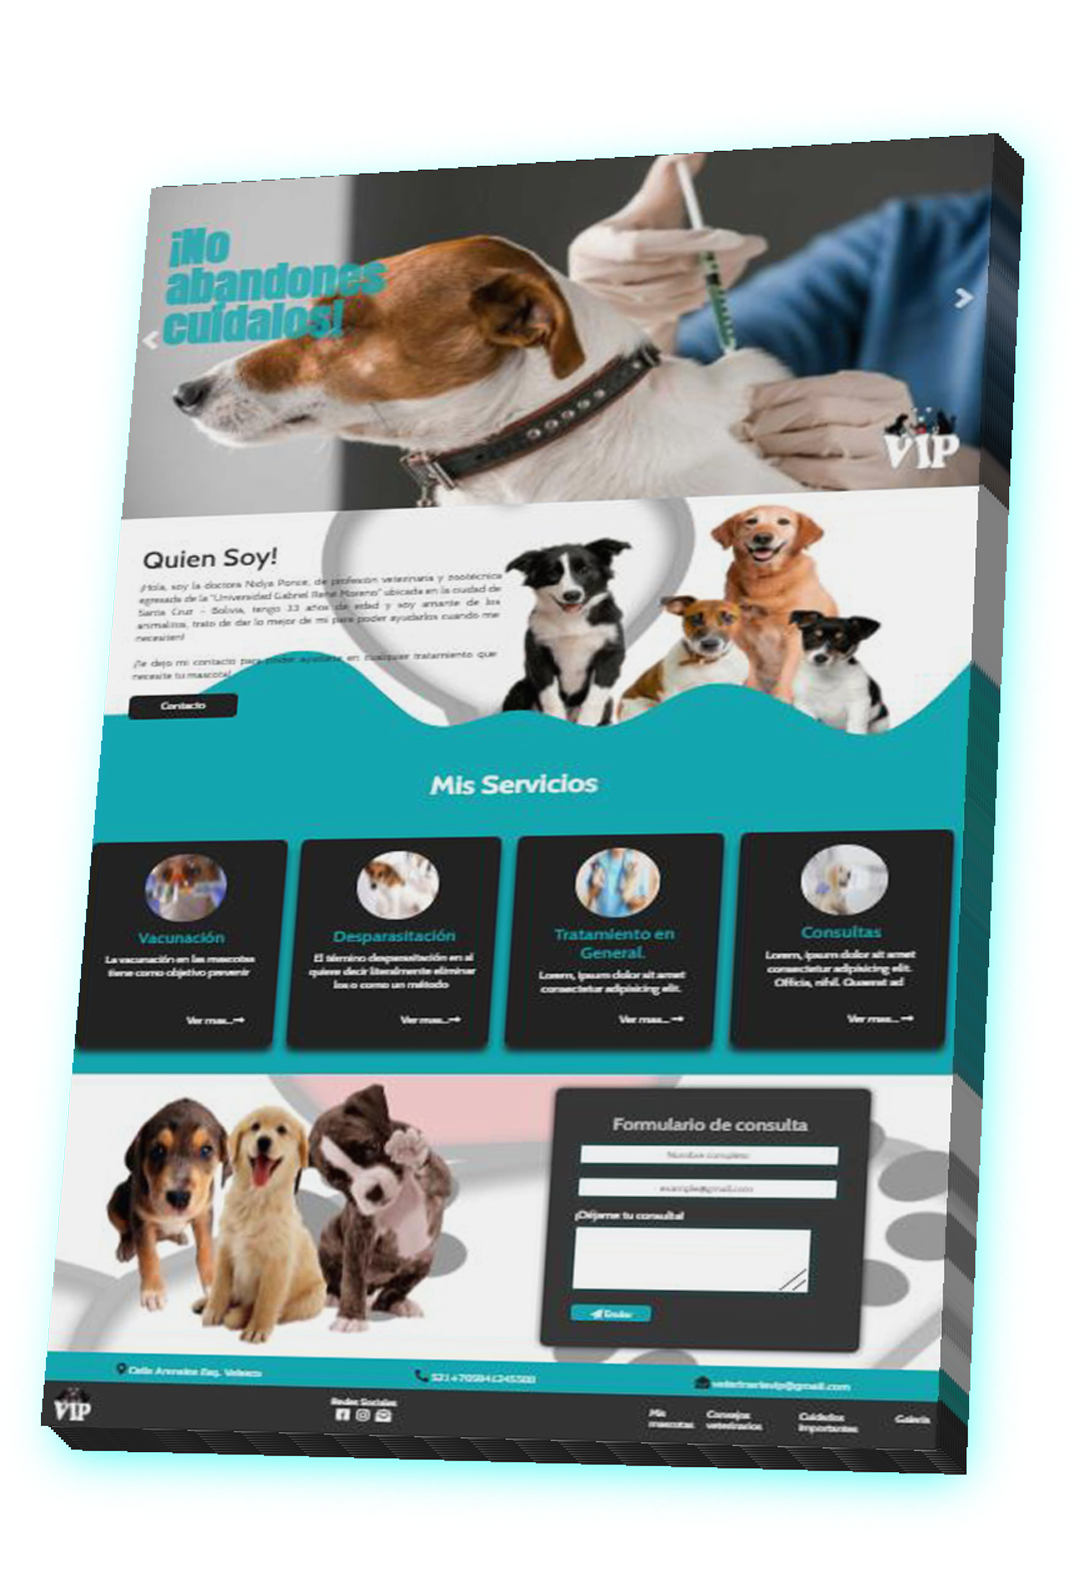 ¡No
abandones
cuídalos!
VIP
Quien Soy!
¡Hola, soy la doctora Nidya Ponce, de profesión veterinaria y zootécnica
egresada de la "Universidad Gabriel René Moreno" ubicada en la ciudad de
Santa Cruz - Bolivia, tengo 33 años de edad y soy amante de los
animalitos, trato de dar lo mejor de mi para poder ayudarlos cuando me
necesiten!
¡Te dejo mi contacto para poder ayudarte en cualquier tratamiento que
necesite tu mascota!
Contacto
Mis Servicios
Vacunación
La vacunación en las mascotas
tiene como objetivo prevenir
Ver mas...
Desparasitación
El término desparasitación en si
quiere decir literalmente eliminar
los o como un método
Ver mas...
Tratamiento en
General.
Lorem, ipsum dolor sit amet
consectetur adipisicing elit.
Ver mas...
Consultas
Lorem, ipsum dolor sit amet
consectetur adipisicing elit.
Officia, nihil. Quaerat ad
Ver mas...
Formulario de consulta
Nombre completo
example@gmail.com
¡Déjame tu consulta!
Enviar
Calle Arenales Esq. Velasco
veterinariavip@gmail.com
VIP
Redes Sociales
Mis
mascotas
Consejos
veterinarios
Cuidados
Importantes
Galería